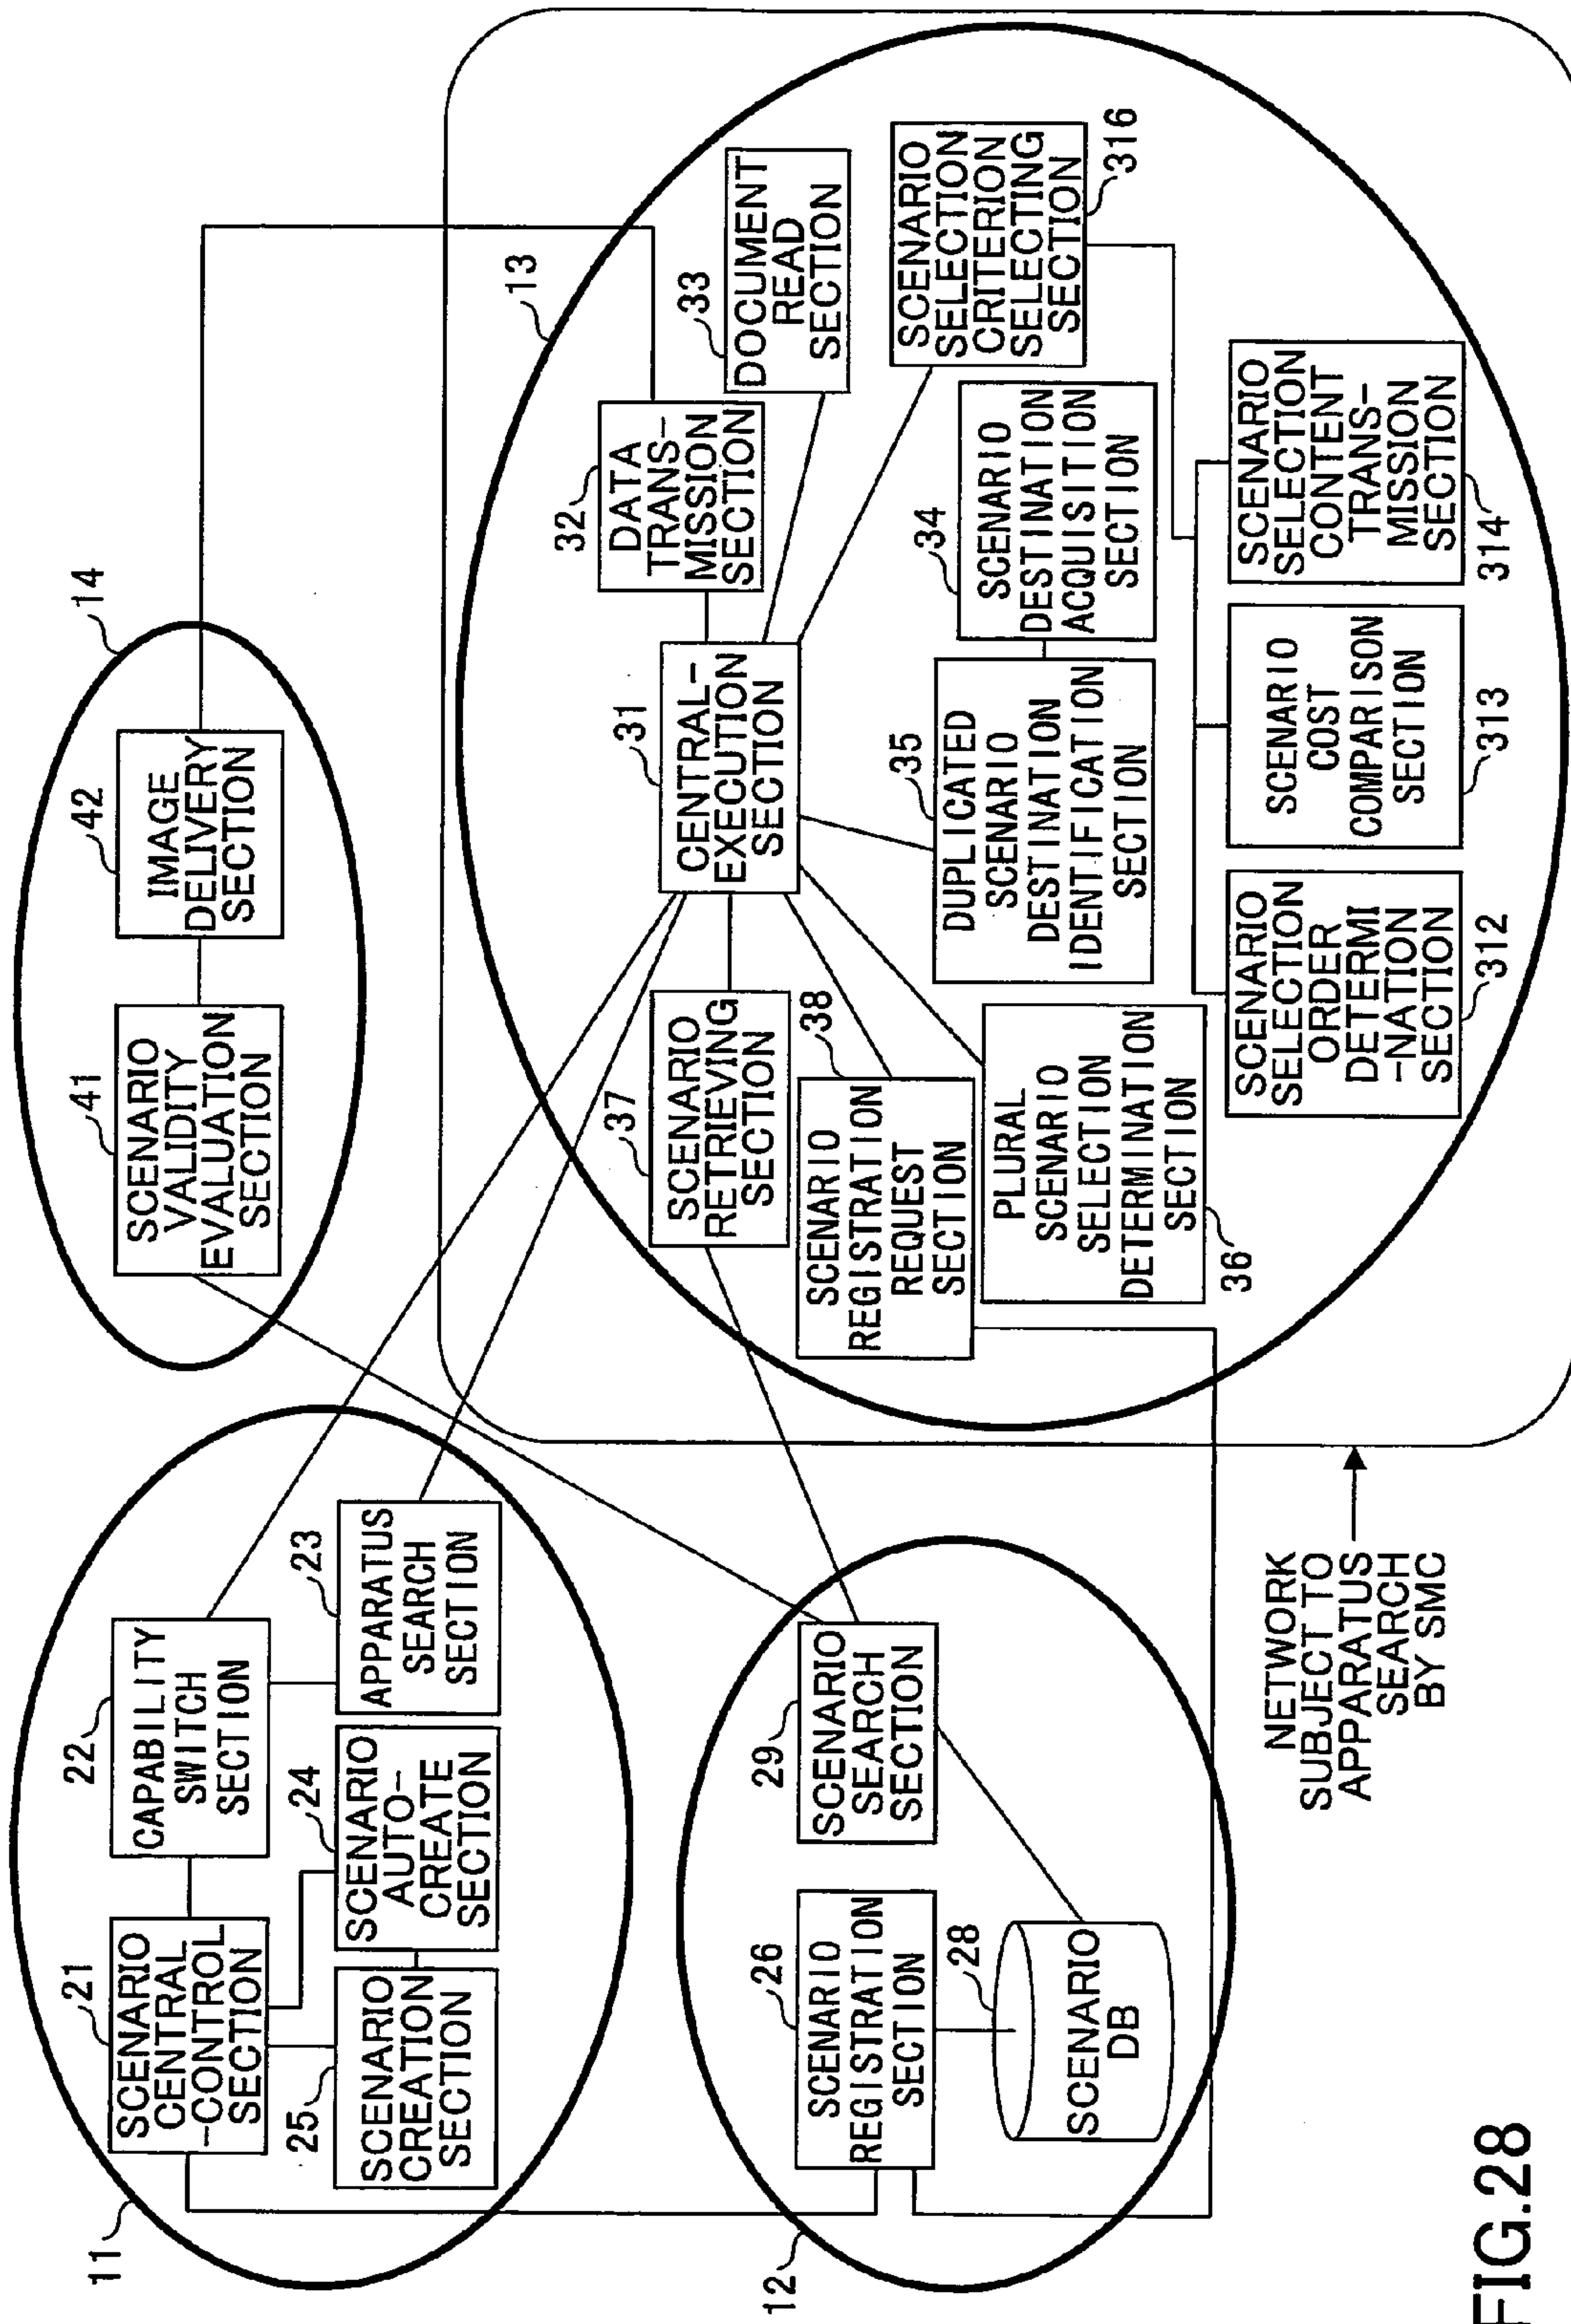 11
21
SCENARIO
CENTRAL
-CONTROL
SECTION
22
CAPABILITY
SWITCH
SECTION
25
SCENARIO
CREATION
SECTION
24
SCENARIO
AUTO-
CREATE
SECTION
23
APPARATUS
SEARCH
SECTION
14
41
SCENARIO
VALIDITY
EVALUATION
SECTION
42
IMAGE
DELIVERY
SECTION
12
26
SCENARIO
REGISTRATION
SECTION
28
SCENARIO
DB
29
SCENARIO
SEARCH
SECTION
13
37
SCENARIO
RETRIEVING
SECTION
31
CENTRAL-
EXECUTION
SECTION
32
DATA
TRANS-
MISSION
SECTION
33
DOCUMENT
READ
SECTION
38
SCENARIO
REGISTRATION
REQUEST
SECTION
36
PLURAL
SCENARIO
SELECTION
DETERMINATION
SECTION
35
DUPLICATED
SCENARIO
DESTINATION
IDENTIFICATION
SECTION
34
SCENARIO
DESTINATION
ACQUISITION
SECTION
316
SCENARIO
SELECTION
CRITERION
SELECTING
SECTION
SCENARIO
SELECTION
ORDER
DETERMI
-NATION
SECTION
312
SCENARIO
COST
COMPARISON
SECTION
313
SCENARIO
SELECTION
CONTENT
TRANS-
MISSION
SECTION
314
NETWORK
SUBJECT TO
APPARATUS
SEARCH
BY SMC
FIG.28